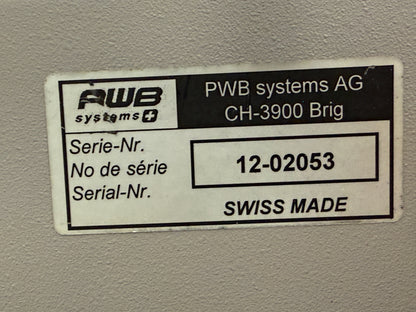 PWB
systems
PWB systems AG
CH-3900 Brig
Serie-Nr.
No de série
Serial-Nr.
12-02053
SWISS MADE